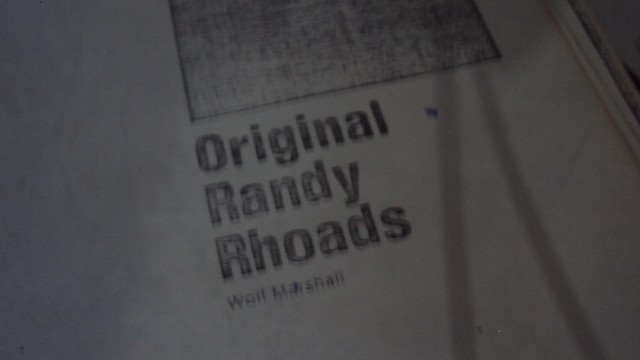 Original
Randy
Rhoads
Wolf Marshall